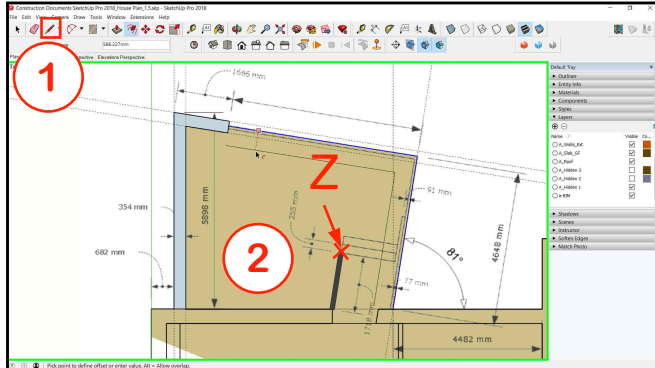 Construction Documents SketchUp Pro 2018_House Plan_1.5.skp - SketchUp Pro 2018
File Edit View Camera Draw Tools Window Extensions Help
586.227mm
Perspective Elevations Perspective
1
Default Tray
Outliner
Entity Info
Materials
Components
Styles
Layers
Name Visible Co...
A_Walls_Ext
A_Slab_GF
A_Roof
A_Hidden 3
A_Hidden 2
A_Hidden 1
Shadows
Scenes
Instructor
Soften Edges
Match Photo
1686 mm
Z
91 mm
354 mm
5898 mm
255 mm
682 mm
2
81°
4648 mm
77 mm
1718 mm
4482 mm
Pick point to define offset or enter value. Alt = Allow overlap.